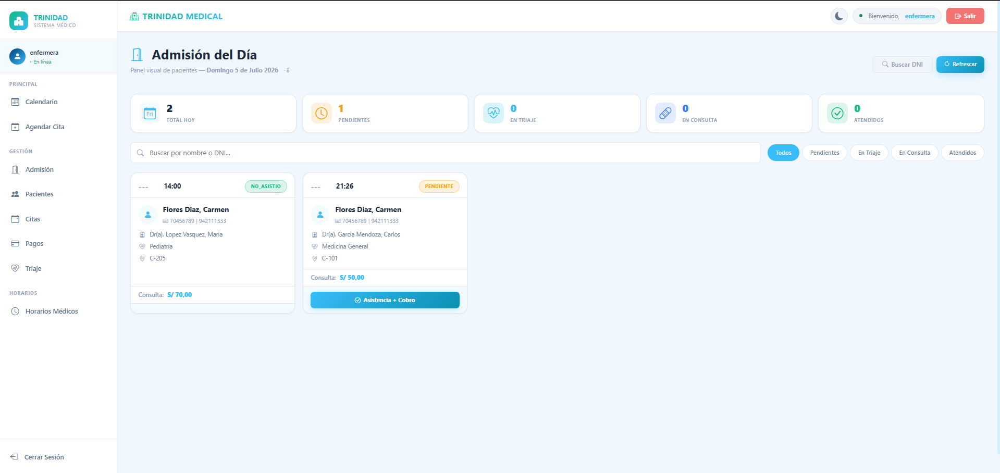 TRINIDAD
SISTEMA MÉDICO
enfermera
• En línea
PRINCIPAL
Calendario
Agendar Cita
GESTIÓN
Admisión
Pacientes
Citas
Pagos
Triaje
HORARIOS
Horarios Médicos
Cerrar Sesión
TRINIDAD MEDICAL
Bienvenido, enfermera
Salir
Admisión del Día
Panel visual de pacientes — Domingo 5 de Julio 2026
Buscar DNI
Refrescar
Fri
2
TOTAL HOY
1
PENDIENTES
0
EN TRIAJE
0
EN CONSULTA
0
ATENDIDOS
Buscar por nombre o DNI...
Todos
Pendientes
En Triaje
En Consulta
Atendidos
--- 14:00 NO_ASISTIO
Flores Diaz, Carmen
70456789 | 942111333
Dr(a). Lopez Vasquez, Maria
Pediatria
C-205
Consulta: S/ 70,00
--- 21:26 PENDIENTE
Flores Diaz, Carmen
70456789 | 942111333
Dr(a). Garcia Mendoza, Carlos
Medicina General
C-101
Consulta: S/ 50,00
Asistencia + Cobro